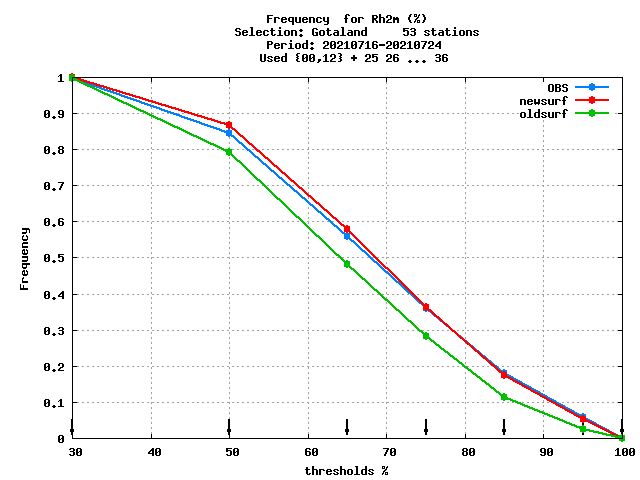 Frequency  for Rh2m (%)
Selection: Gotaland     53 stations
Period: 20210716-20210724
Used {00,12} + 25 26 ... 36
OBS
newsurf
oldsurf
1
0.9
0.8
0.7
0.6
0.5
0.4
0.3
0.2
0.1
0
Frequency
30 40 50 60 70 80 90 100
thresholds %